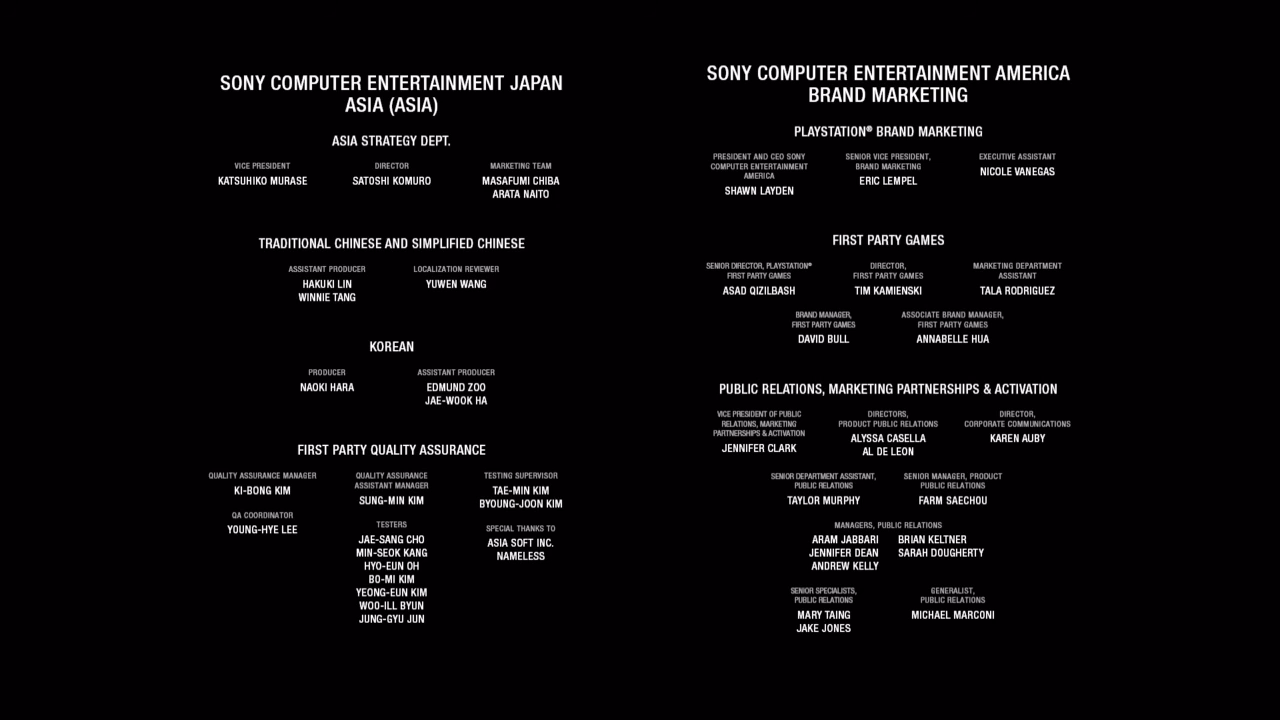 SONY COMPUTER ENTERTAINMENT JAPAN
ASIA (ASIA)
ASIA STRATEGY DEPT.
VICE PRESIDENT
KATSUHIKO MURASE
DIRECTOR
SATOSHI KOMURO
MARKETING TEAM
MASAFUMI CHIBA
ARATA NAITO
TRADITIONAL CHINESE AND SIMPLIFIED CHINESE
ASSISTANT PRODUCER
HAKUKI LIN
WINNIE TANG
LOCALIZATION REVIEWER
YUWEN WANG
KOREAN
PRODUCER
NAOKI HARA
ASSISTANT PRODUCER
EDMUND ZOO
JAE-WOOK HA
FIRST PARTY QUALITY ASSURANCE
QUALITY ASSURANCE MANAGER
KI-BONG KIM
QA COORDINATOR
YOUNG-HYE LEE
QUALITY ASSURANCE
ASSISTANT MANAGER
SUNG-MIN KIM
TESTERS
JAE-SANG CHO
MIN-SEOK KANG
HYO-EUN OH
BO-MI KIM
YEONG-EUN KIM
WOO-ILL BYUN
JUNG-GYU JUN
TESTING SUPERVISOR
TAE-MIN KIM
BYOUNG-JOON KIM
SPECIAL THANKS TO
ASIA SOFT INC.
NAMELESS
SONY COMPUTER ENTERTAINMENT AMERICA
BRAND MARKETING
PLAYSTATION® BRAND MARKETING
PRESIDENT AND CEO SONY
COMPUTER ENTERTAINMENT
AMERICA
SHAWN LAYDEN
SENIOR VICE PRESIDENT,
BRAND MARKETING
ERIC LEMPEL
EXECUTIVE ASSISTANT
NICOLE VANEGAS
FIRST PARTY GAMES
SENIOR DIRECTOR, PLAYSTATION®
FIRST PARTY GAMES
ASAD QIZILBASH
DIRECTOR,
FIRST PARTY GAMES
TIM KAMIENSKI
MARKETING DEPARTMENT
ASSISTANT
TALA RODRIGUEZ
BRAND MANAGER,
FIRST PARTY GAMES
DAVID BULL
ASSOCIATE BRAND MANAGER,
FIRST PARTY GAMES
ANNABELLE HUA
PUBLIC RELATIONS, MARKETING PARTNERSHIPS & ACTIVATION
VICE PRESIDENT OF PUBLIC
RELATIONS, MARKETING
PARTNERSHIPS & ACTIVATION
JENNIFER CLARK
DIRECTORS,
PRODUCT PUBLIC RELATIONS
ALYSSA CASELLA
AL DE LEON
DIRECTOR,
CORPORATE COMMUNICATIONS
KAREN AUBY
SENIOR DEPARTMENT ASSISTANT,
PUBLIC RELATIONS
TAYLOR MURPHY
SENIOR MANAGER, PRODUCT
PUBLIC RELATIONS
FARM SAECHOU
MANAGERS, PUBLIC RELATIONS
ARAM JABBARI
JENNIFER DEAN
ANDREW KELLY
BRIAN KELTNER
SARAH DOUGHERTY
SENIOR SPECIALISTS,
PUBLIC RELATIONS
MARY TAING
JAKE JONES
GENERALIST,
PUBLIC RELATIONS
MICHAEL MARCONI